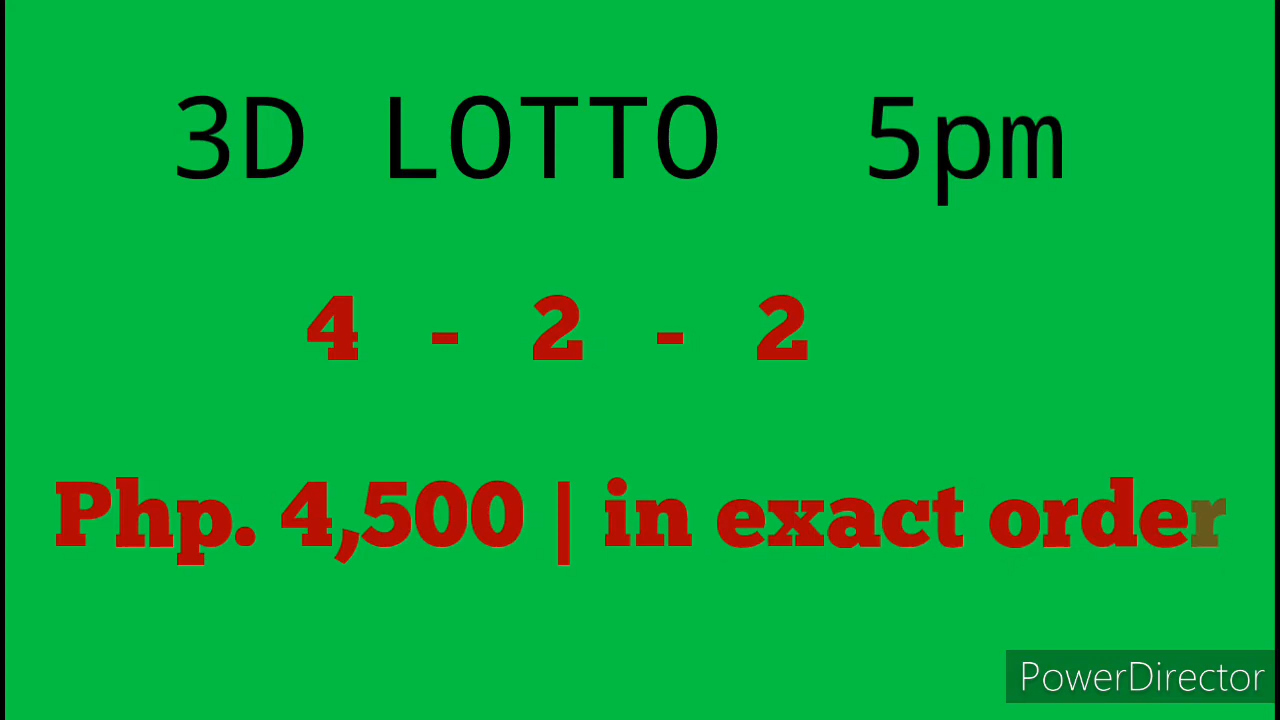 3D LOTTO 5pm
4 - 2 - 2
Php. 4,500 | in exact order
PowerDirector